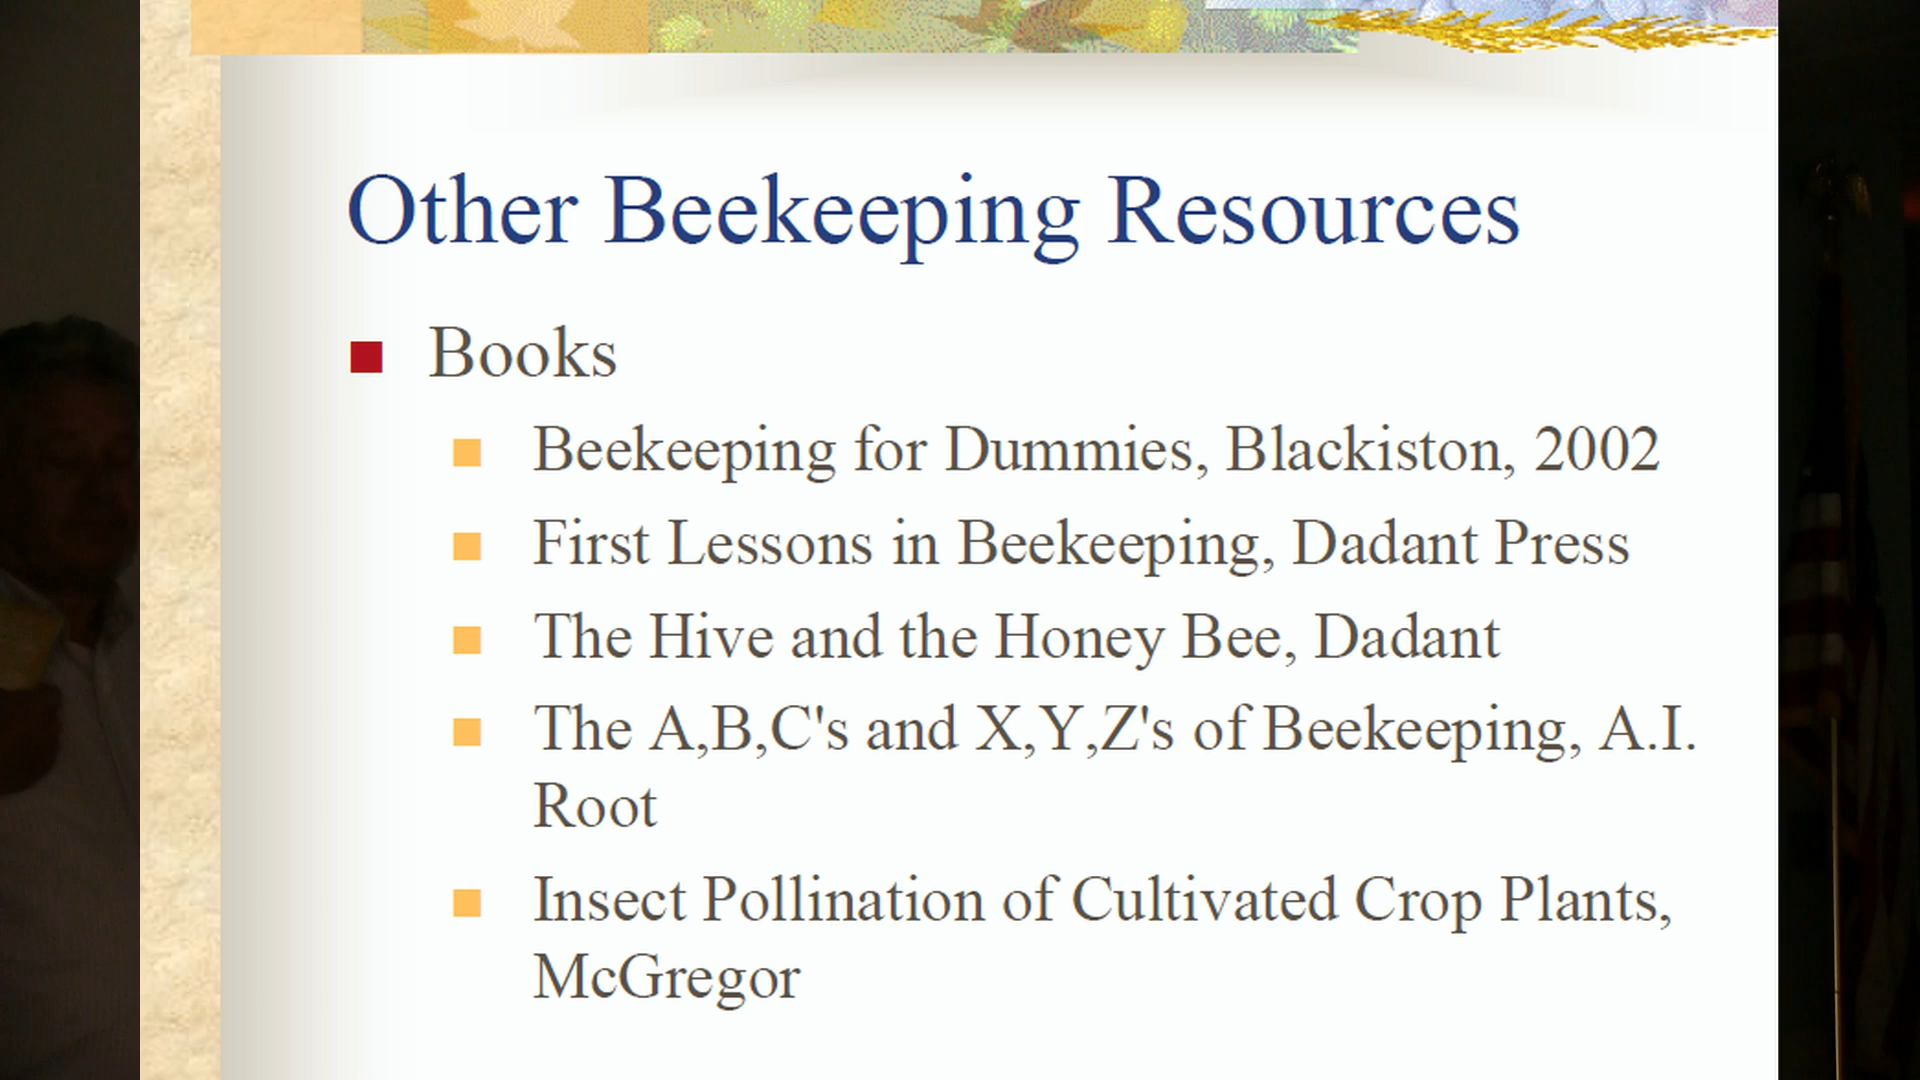 Other Beekeeping Resources
Books
Beekeeping for Dummies, Blackiston, 2002
First Lessons in Beekeeping, Dadant Press
The Hive and the Honey Bee, Dadant
The A,B,C's and X,Y,Z's of Beekeeping, A.I.
Root
Insect Pollination of Cultivated Crop Plants,
McGregor